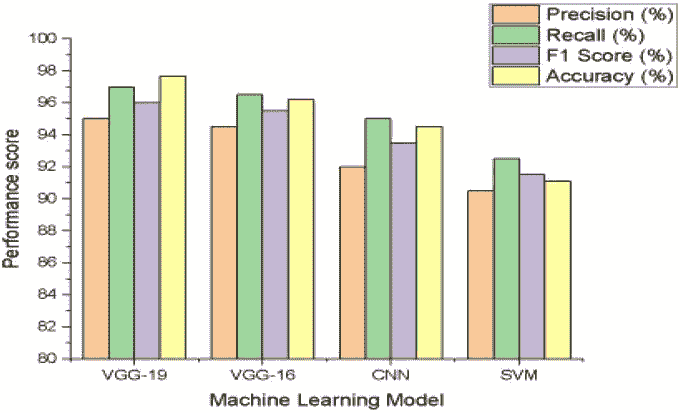 Precision (%)
Recall (%)
F1 Score (%)
Accuracy (%)
100
98
96
94
92
90
88
86
84
82
80
Performance score
VGG-19 VGG-16 CNN SVM
Machine Learning Model